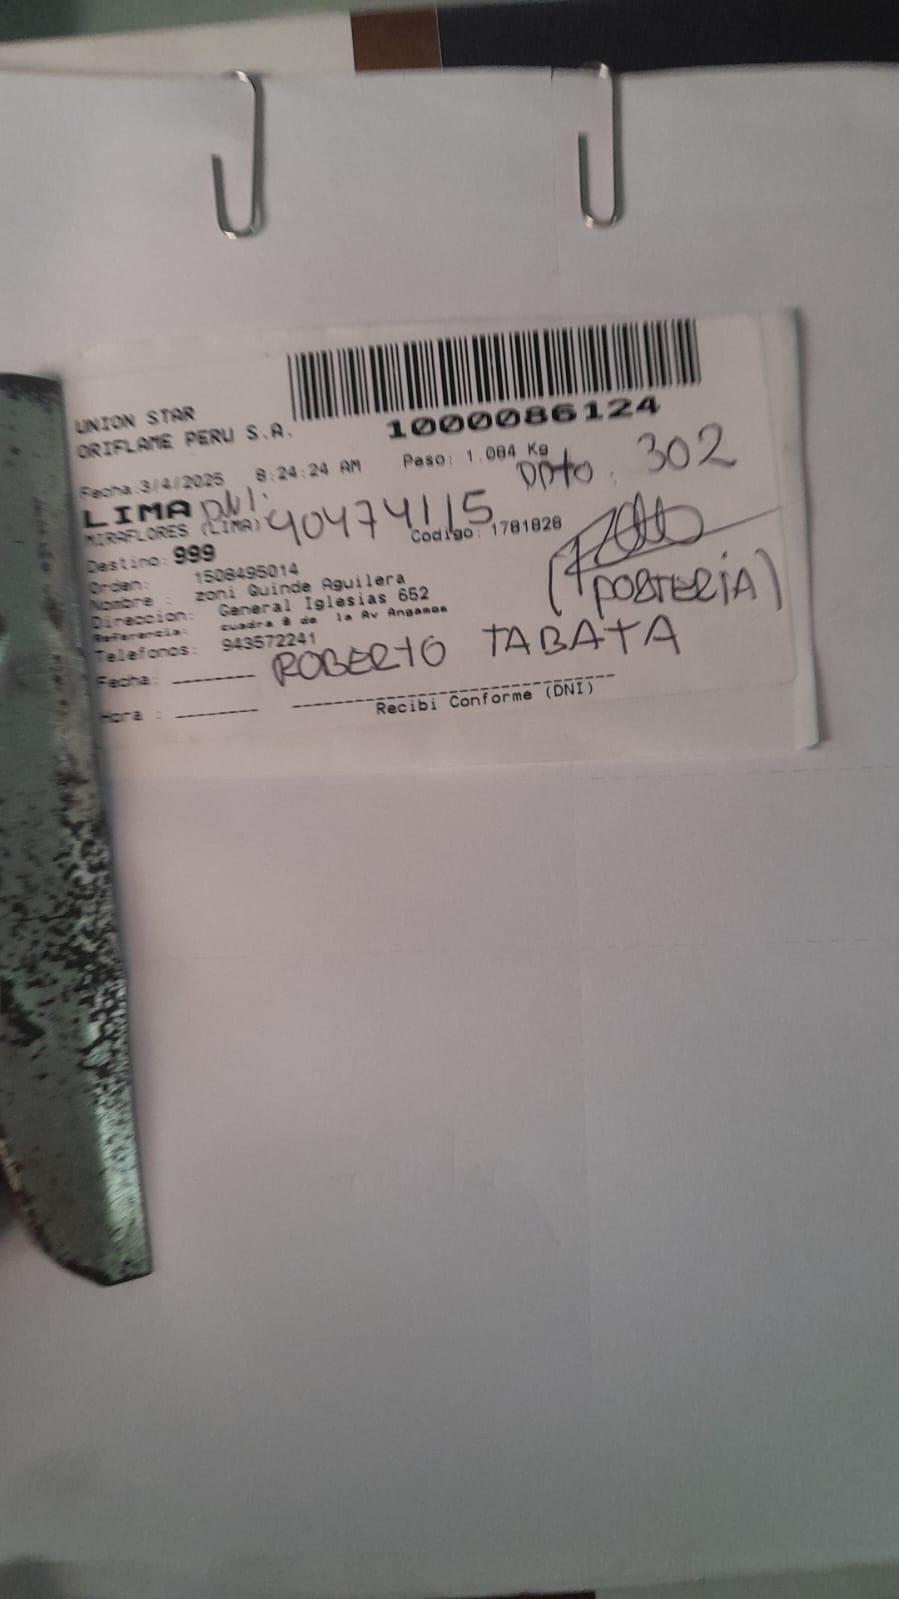 UNION STAR
ORIFLAME PERU S.A.
1000086124
Fecha:3/4/2025 8:24:24 AM Peso: 1.084 Kg
DPto. 302
LIMA DNI:
MIRAFLORES (LIMA) 40474115
Codigo: 1781828
Destino: 999
Orden: 1508495014
Nombre : zoni Quinde Aguilera
Direccion: General Iglesias 652
Referencia: cuadra 8 de la Av Angamos
Telefonos: 943572241
(PORTERIA)
ROBERTO TABATA
Fecha: ________
Hora : ________
Recibi Conforme (DNI)